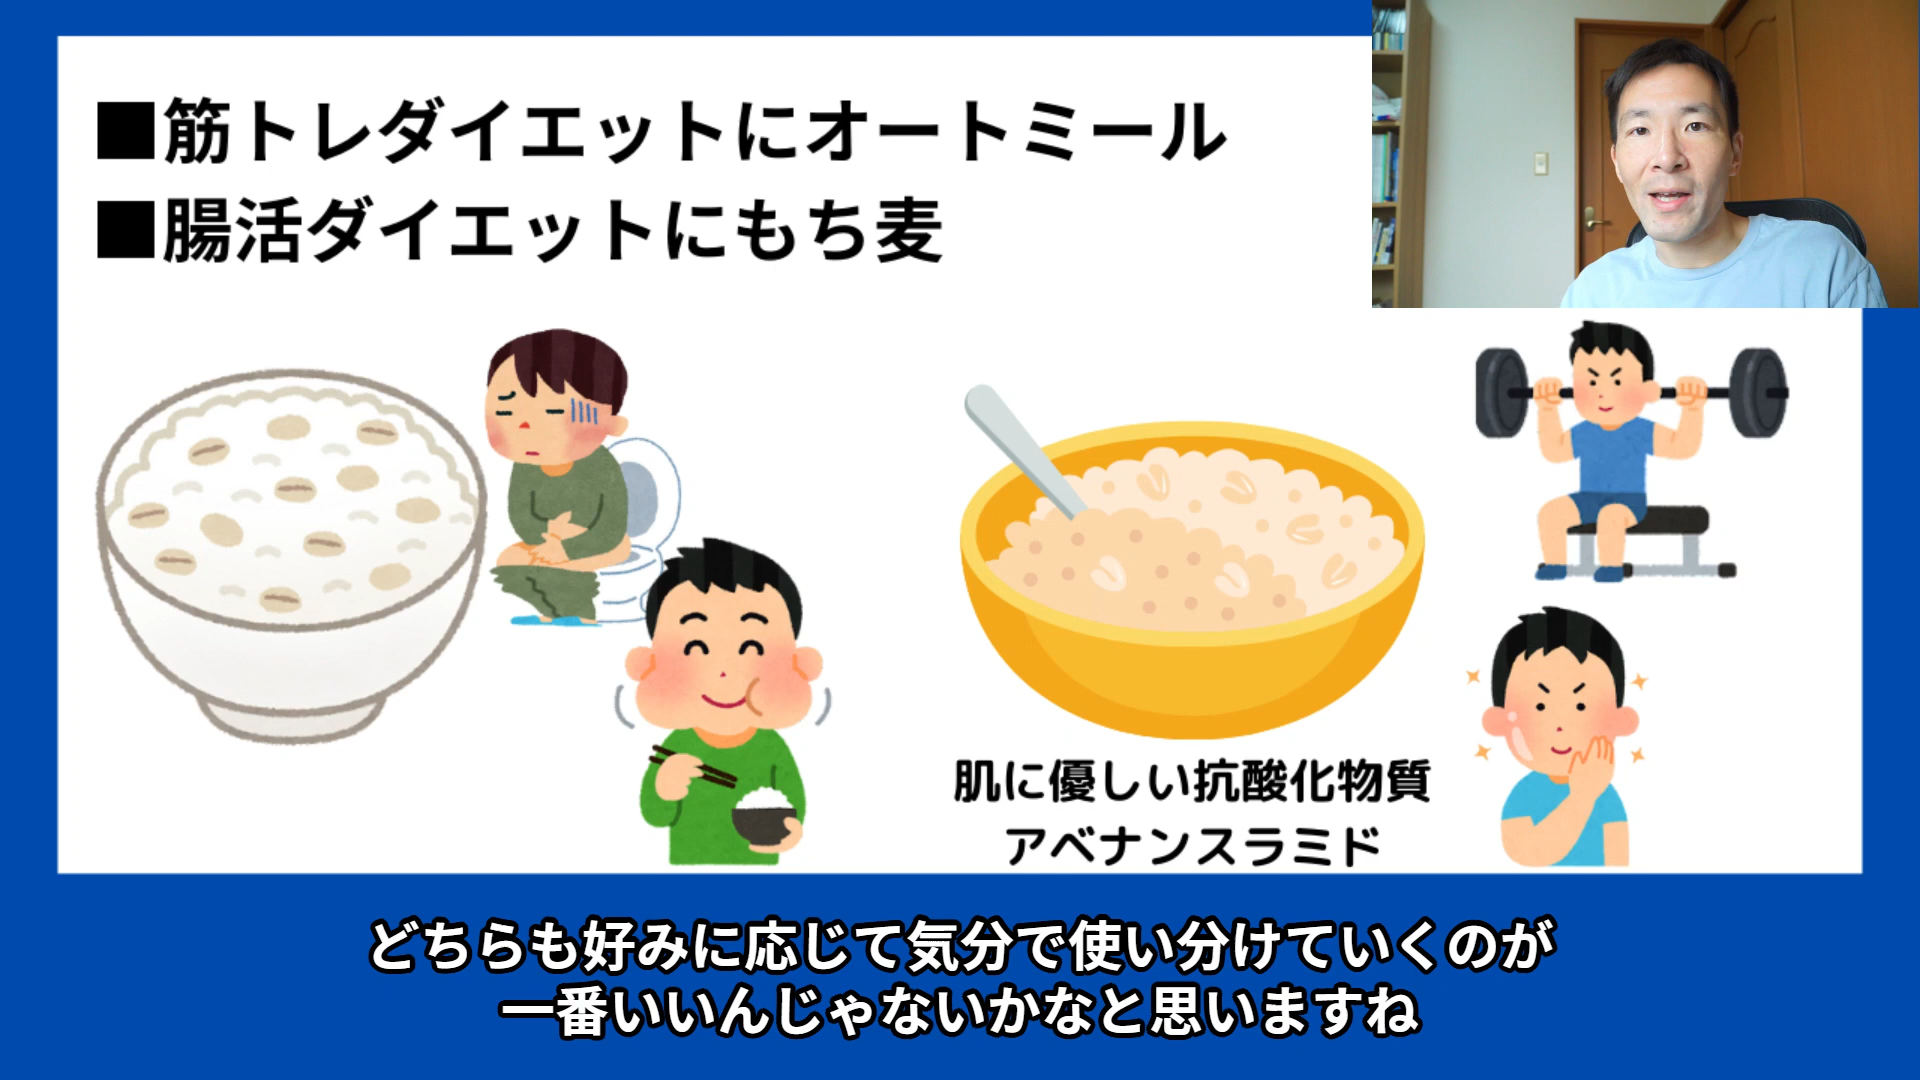 ■筋トレダイエットにオートミール
■腸活ダイエットにもち麦
肌に優しい抗酸化物質
アベナンスラミド
どちらも好みに応じて気分で使い分けていくのが
一番いいんじゃないかなと思いますね